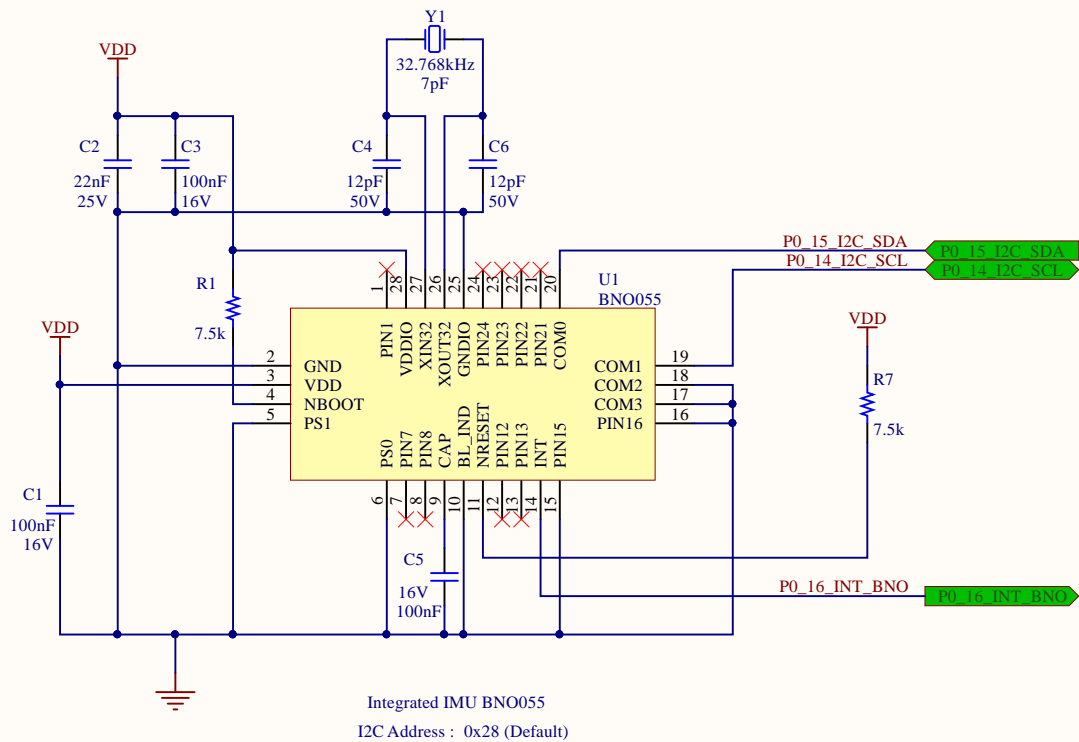 Y1
32.768kHz
7pF
VDD
C2
22nF
25V
C3
100nF
16V
C4
12pF
50V
C6
12pF
50V
P0_15_I2C_SDA
P0_15_I2C_SDA
P0_14_I2C_SCL
P0_14_I2C_SCL
R1
7.5k
1
28
27
26
25
24
23
22
21
20
U1
BNO055
PIN1
VDDIO
XIN32
XOUT32
GNDIO
PIN24
PIN23
PIN22
PIN21
COM0
VDD
VDD
2
GND
3
VDD
4
NBOOT
5
PS1
COM1
19
COM2
18
COM3
17
PIN16
16
R7
7.5k
PS0
PIN7
PIN8
CAP
BL_IND
NRESET
PIN12
PIN13
INT
PIN15
6
7
8
9
10
11
12
13
14
15
C1
100nF
16V
C5
16V
100nF
P0_16_INT_BNO
P0_16_INT_BNO
Integrated IMU BNO055
I2C Address : 0x28 (Default)